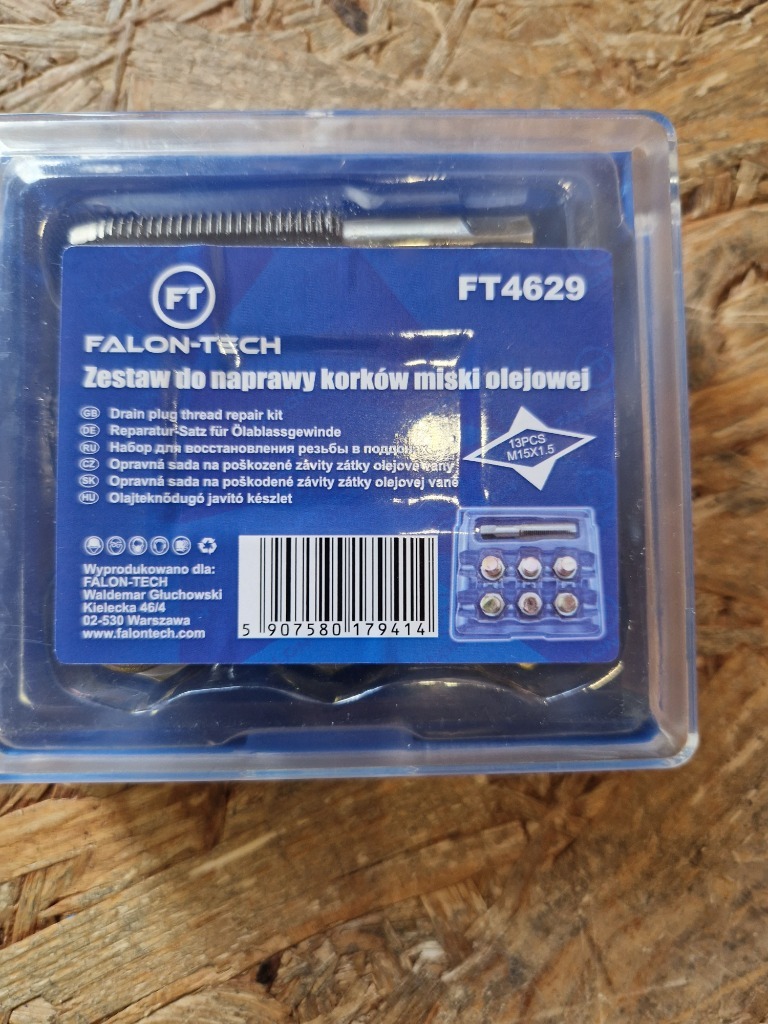 FT
FT4629
FALON-TECH
Zestaw do naprawy korków miski olejowej
GB Drain plug thread repair kit
DE Reparatur-Satz für Ölablassgewinde
RU Набор для восстановления резьбы в поддонах
CZ Opravná sada na poškozené závity zátky olejové vany
SK Opravná sada na poškodené závity zátky olejovej vane
HU Olajteknődugó javító készlet
13PCS
M15X1.5
Wyprodukowano dla:
FALON-TECH
Waldemar Głuchowski
Kielecka 46/4
02-530 Warszawa
www.falontech.com
5 907580 179414